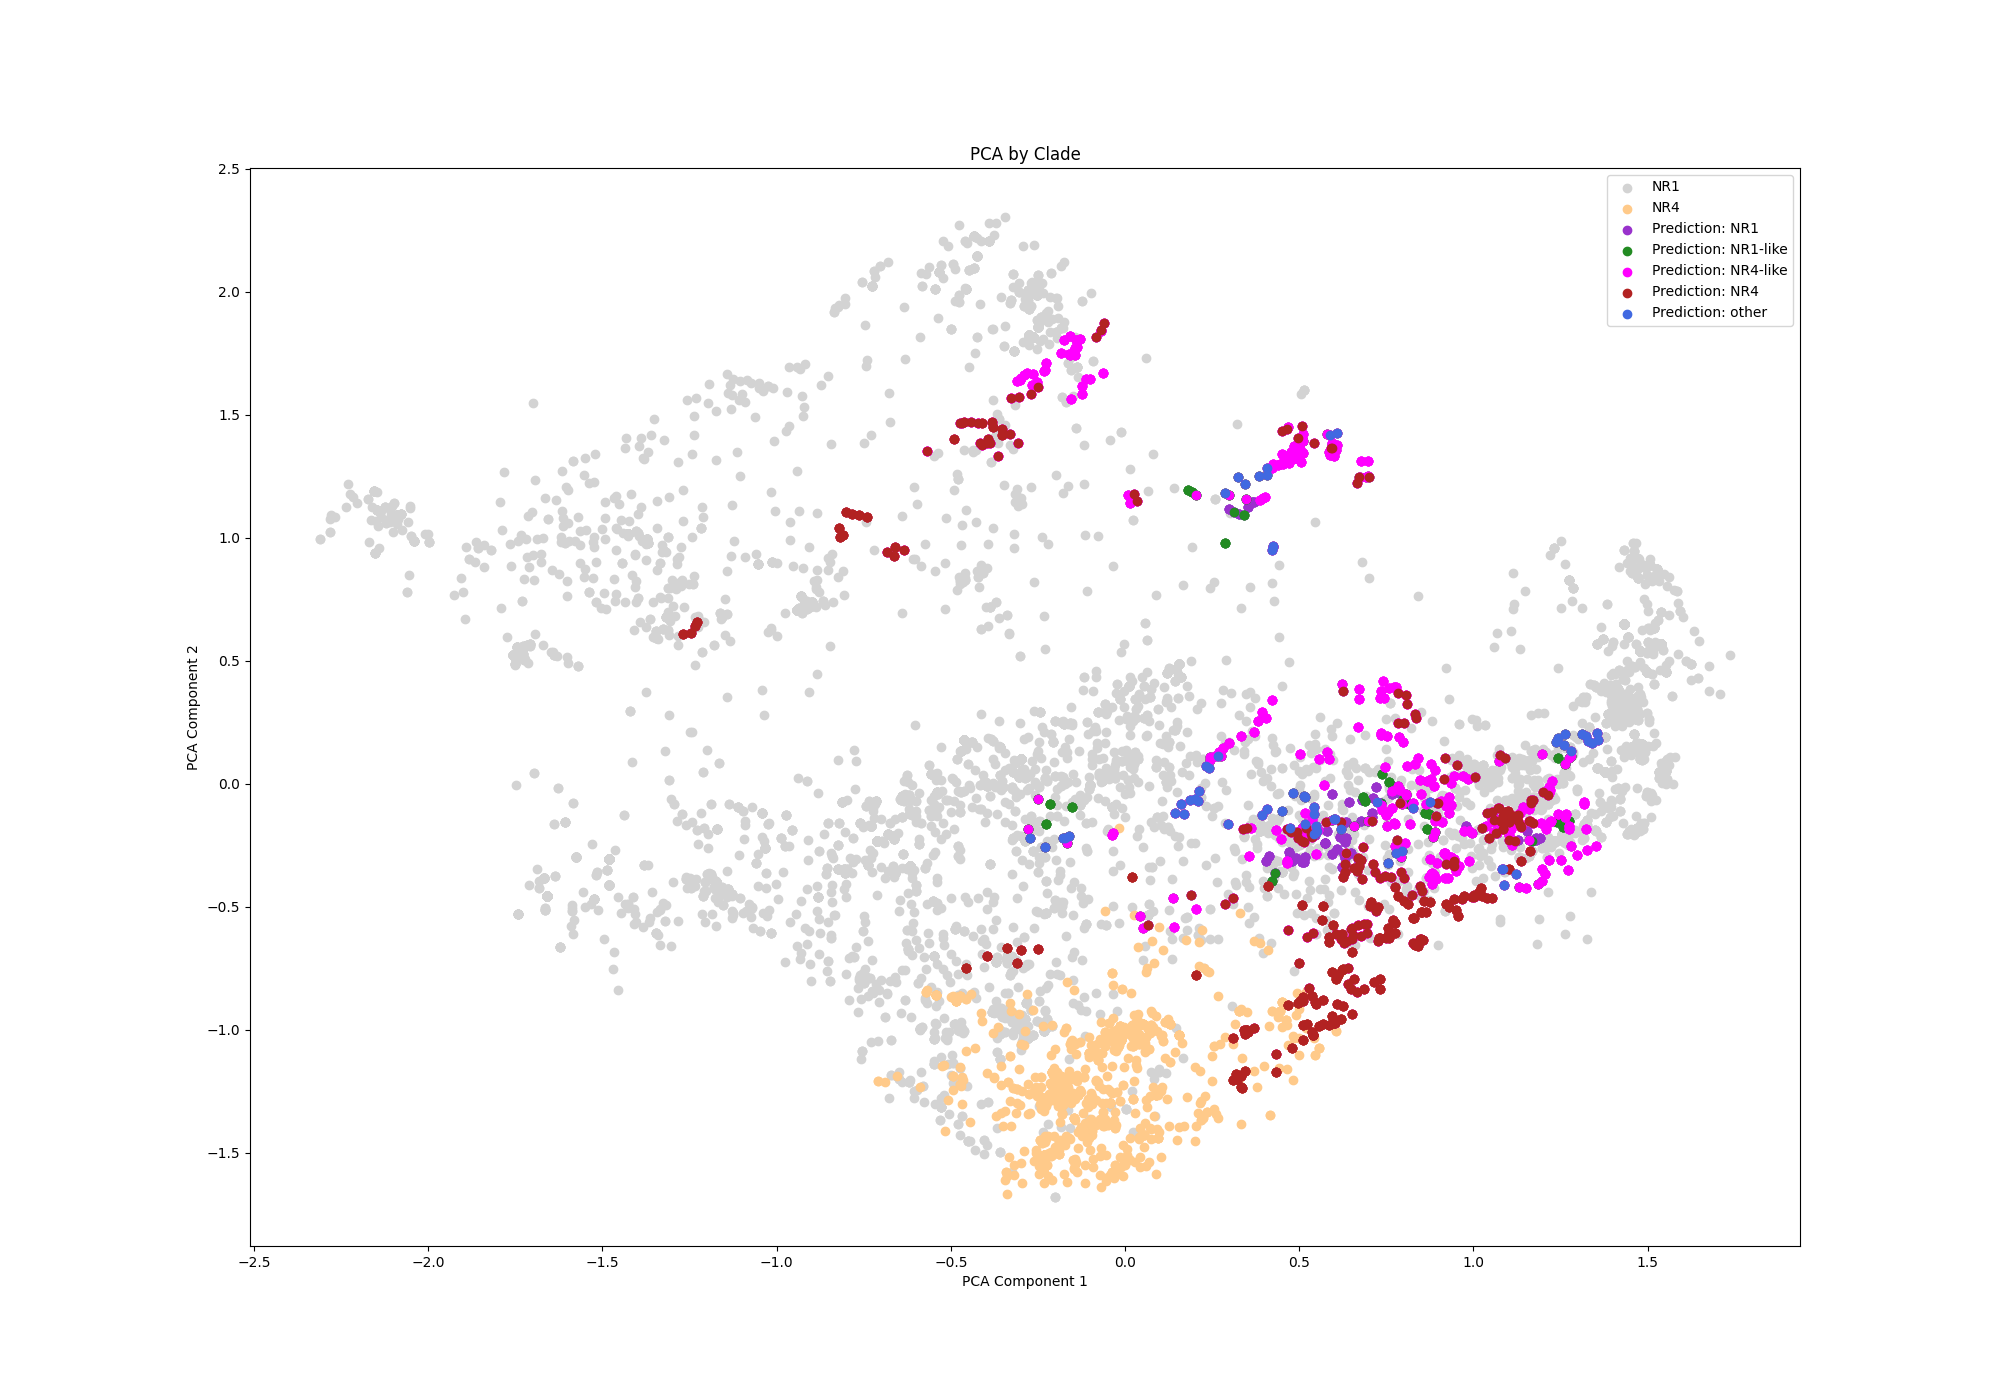 PCA by Clade
2.5
2.0
1.5
1.0
0.5
0.0
−0.5
−1.0
−1.5
PCA Component 2
NR1
NR4
Prediction: NR1
Prediction: NR1-like
Prediction: NR4-like
Prediction: NR4
Prediction: other
−2.5 −2.0 −1.5 −1.0 −0.5 0.0 0.5 1.0 1.5
PCA Component 1